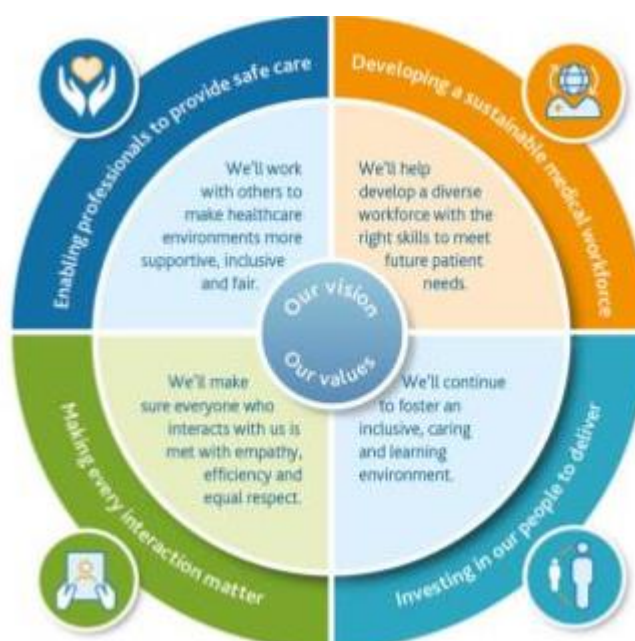 Enabling professionals to provide safe care
Developing a sustainable medical workforce
We'll work
with others to
make healthcare
environments more
supportive, inclusive
and fair.
We'll help
develop a diverse
workforce with the
right skills to meet
future patient
needs.
Our vision
Our values
We'll make
sure everyone who
interacts with us is
met with empathy,
efficiency and
equal respect.
We'll continue
to foster an
inclusive, caring
and learning
environment.
Making every interaction matter
Investing in our people to deliver